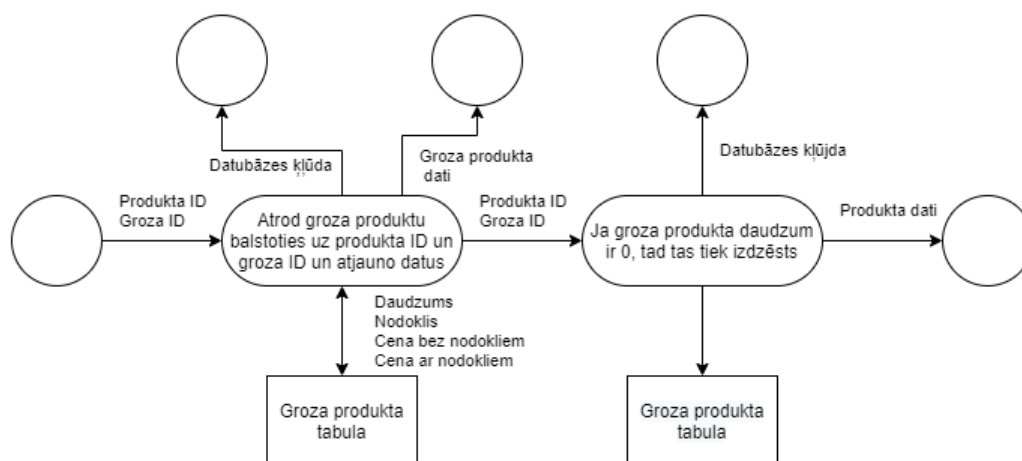 Datubāzes kļūda
Groza produkta
dati
Datubāzes kļūjda
Produkta ID
Groza ID
Atrod groza produktu
balstoties uz produkta ID un
groza ID un atjauno datus
Produkta ID
Groza ID
Ja groza produkta daudzum
ir 0, tad tas tiek izdzēsts
Produkta dati
Daudzums
Nodoklis
Cena bez nodokliem
Cena ar nodokliem
Groza produkta
tabula
Groza produkta
tabula